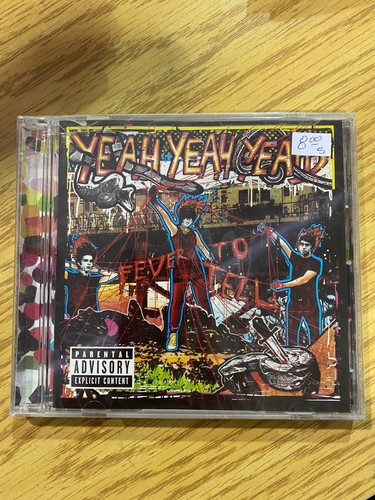 YEAH YEAH YEAHS
8.00
S
FEVER TO
TELL
PARENTAL
ADVISORY
EXPLICIT CONTENT